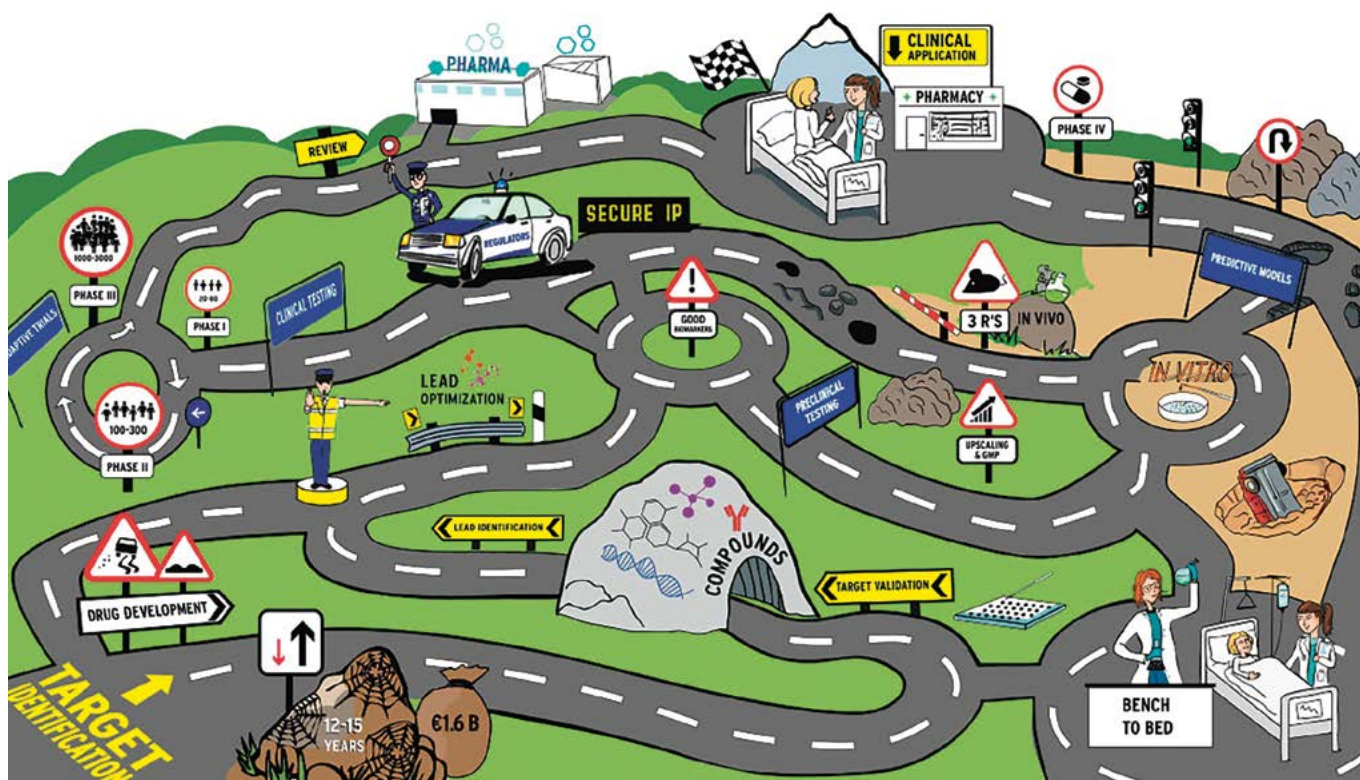 PHARMA
CLINICAL
APPLICATION
PHARMACY
PHASE IV
REVIEW
SECURE IP
REGULATORS
1000-3000
PHASE III
20-80
PHASE I
CLINICAL TESTING
PREDICTIVE MODELS
!
GOOD
BIOMARKERS
3 R'S
IN VIVO
DAPTIVE TRIALS
LEAD
OPTIMIZATION
IN VITRO
PRECLINICAL
TESTING
100-300
PHASE II
UPSCALING
& GMP
LEAD IDENTIFICATION
COMPOUNDS
TARGET VALIDATION
DRUG DEVELOPMENT
TARGET
IDENTIFICATION
12-15
YEARS
€1.6 B
BENCH
TO BED